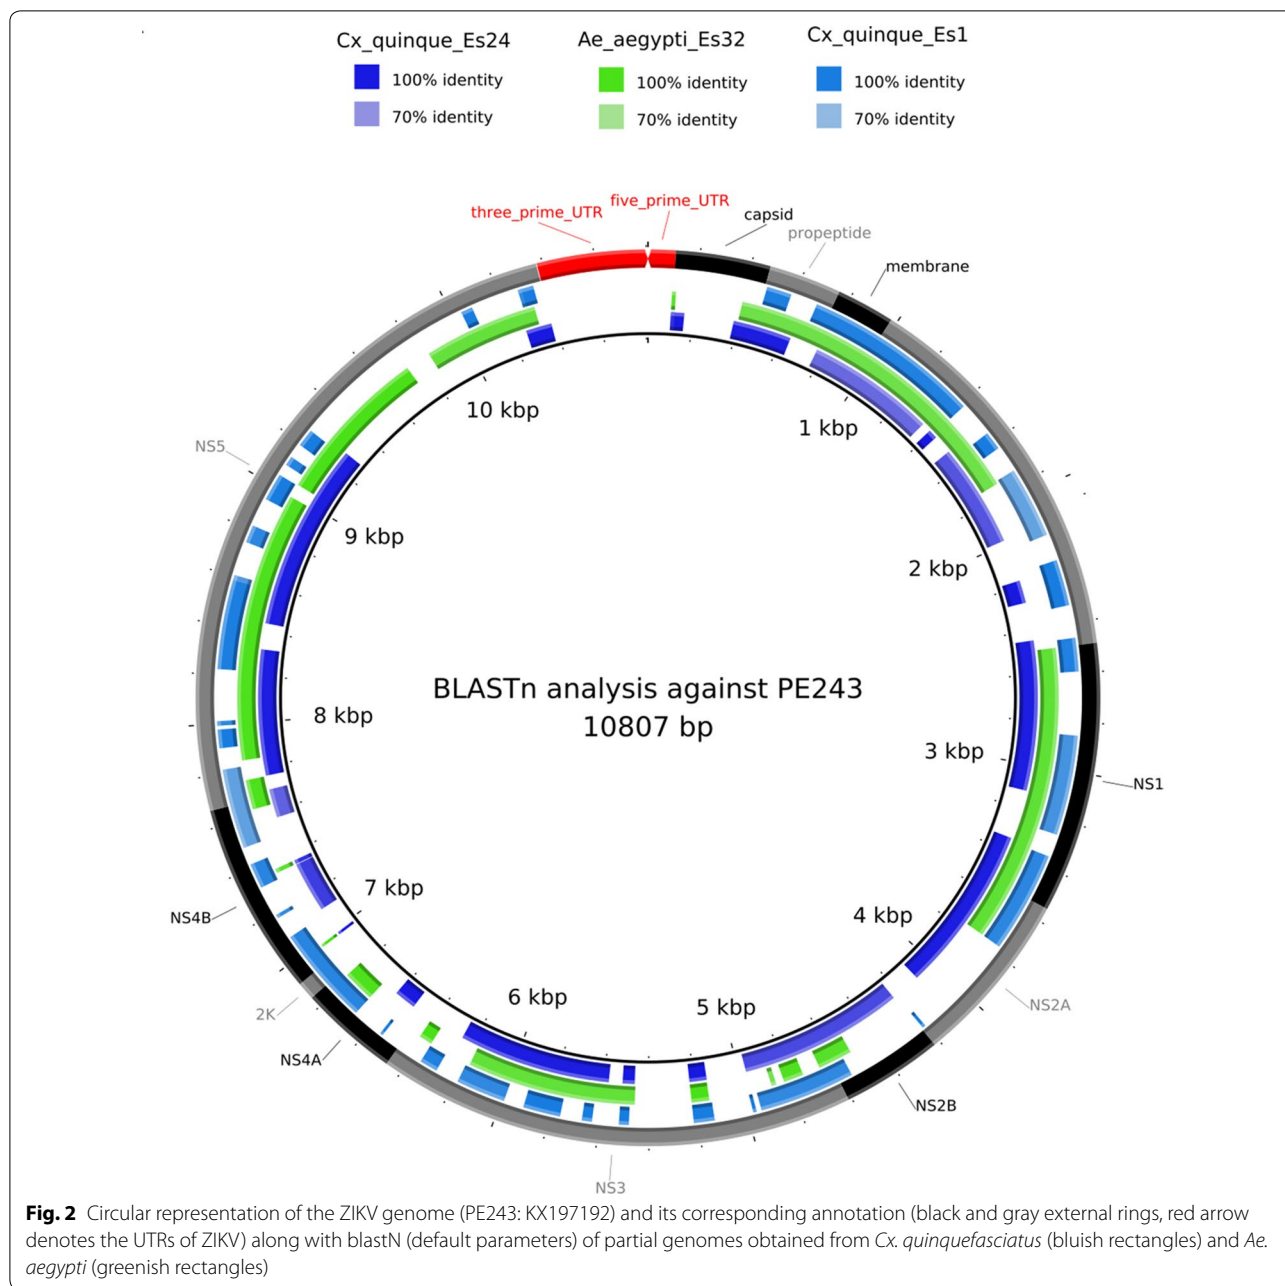 Cx_quinque_Es24
100% identity
70% identity
Ae_aegypti_Es32
100% identity
70% identity
Cx_quinque_Es1
100% identity
70% identity
three_prime_UTR
five_prime_UTR
capsid
propeptide
membrane
NS5
NS1
NS2A
NS2B
NS3
NS4A
2K
NS4B
1 kbp
2 kbp
3 kbp
4 kbp
5 kbp
6 kbp
7 kbp
8 kbp
9 kbp
10 kbp
BLASTn analysis against PE243
10807 bp
Fig. 2 Circular representation of the ZIKV genome (PE243: KX197192) and its corresponding annotation (black and gray external rings, red arrow
denotes the UTRs of ZIKV) along with blastN (default parameters) of partial genomes obtained from Cx. quinquefasciatus (bluish rectangles) and Ae.
aegypti (greenish rectangles)